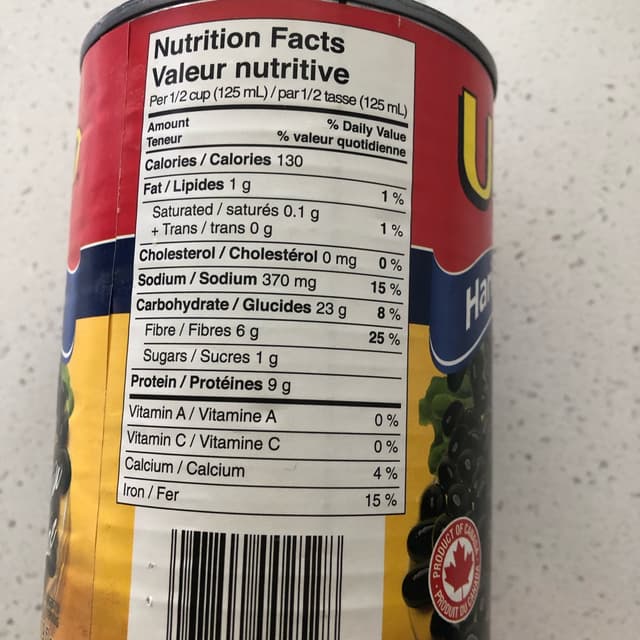 Nutrition Facts
Valeur nutritive
Per 1/2 cup (125 mL) / par 1/2 tasse (125 mL)
Amount % Daily Value
Teneur % valeur quotidienne
Calories / Calories 130
Fat / Lipides 1 g 1 %
Saturated / saturés 0.1 g
+ Trans / trans 0 g 1 %
Cholesterol / Cholestérol 0 mg 0 %
Sodium / Sodium 370 mg 15 %
Carbohydrate / Glucides 23 g 8 %
Fibre / Fibres 6 g 25 %
Sugars / Sucres 1 g
Protein / Protéines 9 g
Vitamin A / Vitamine A 0 %
Vitamin C / Vitamine C 0 %
Calcium / Calcium 4 %
Iron / Fer 15 %
U
Har
PRODUCT OF CANADA
PRODUIT DU CANADA